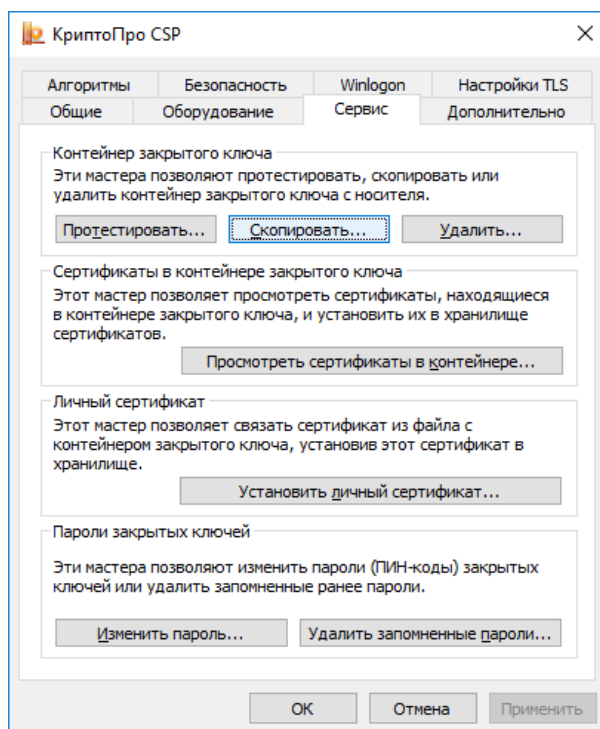 КриптоПро CSP
Алгоритмы Безопасность Winlogon Настройки TLS
Общие Оборудование Сервис Дополнительно
Контейнер закрытого ключа
Эти мастера позволяют протестировать, скопировать или
удалить контейнер закрытого ключа с носителя.
Протестировать... Скопировать... Удалить...
Сертификаты в контейнере закрытого ключа
Этот мастер позволяет просмотреть сертификаты, находящиеся
в контейнере закрытого ключа, и установить их в хранилище
сертификатов.
Просмотреть сертификаты в контейнере...
Личный сертификат
Этот мастер позволяет связать сертификат из файла с
контейнером закрытого ключа, установив этот сертификат в
хранилище.
Установить личный сертификат...
Пароли закрытых ключей
Эти мастера позволяют изменить пароли (ПИН-коды) закрытых
ключей или удалить запомненные ранее пароли.
Изменить пароль... Удалить запомненные пароли...
ОК Отмена Применить